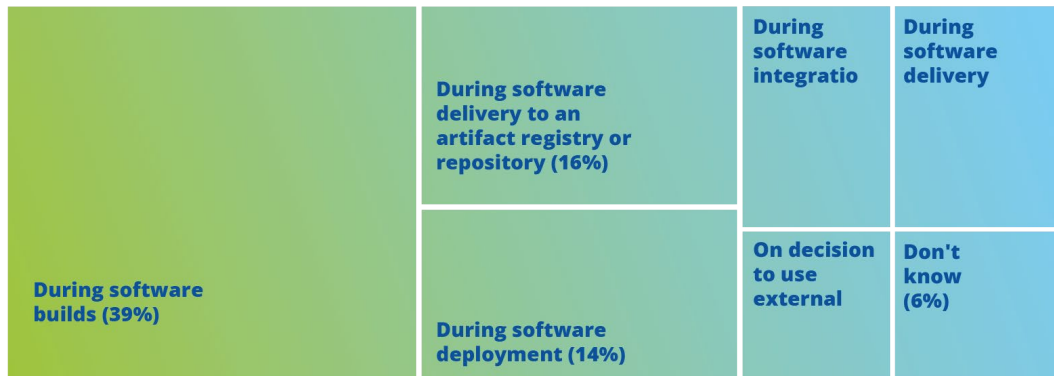 During software
builds (39%)
During software
delivery to an
artifact registry or
repository (16%)
During software
deployment (14%)
During
software
integratio
During
software
delivery
On decision
to use
external
Don't
know
(6%)